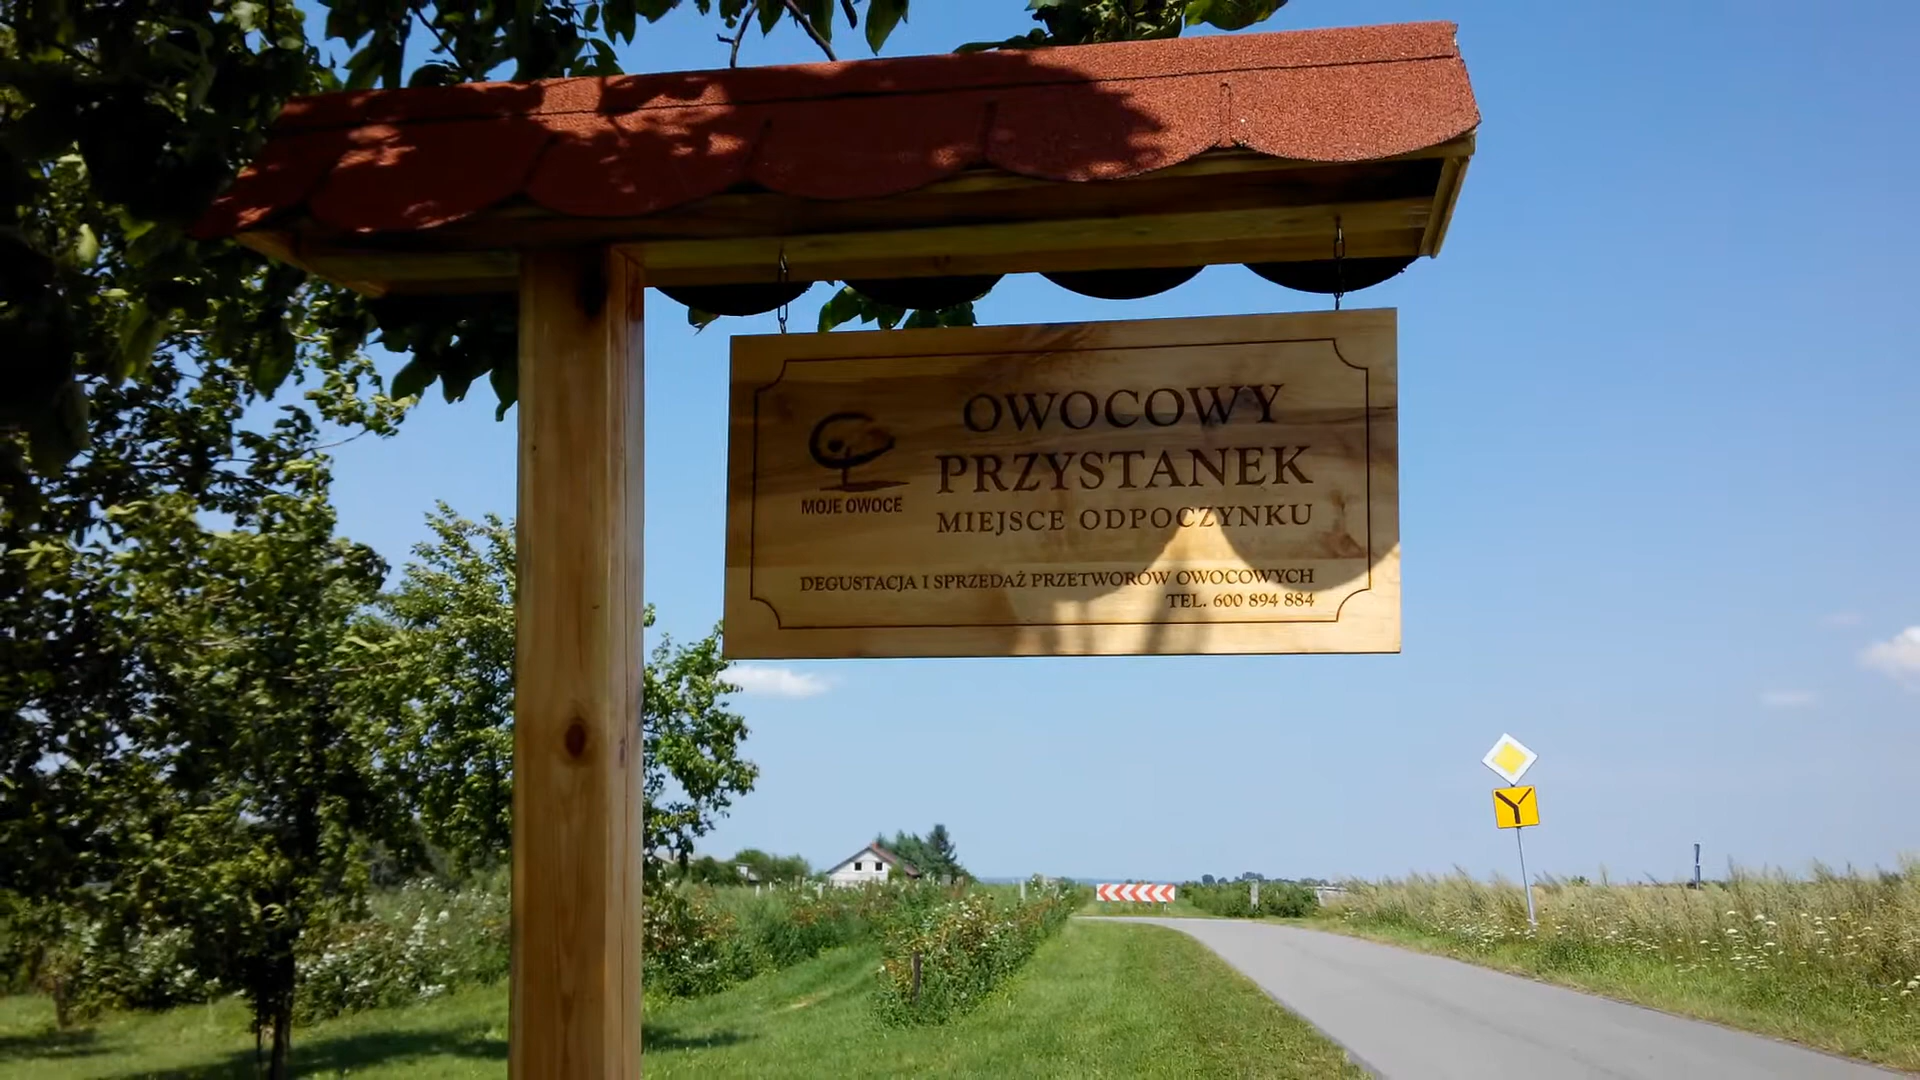 OWOCOWY
PRZYSTANEK
MIEJSCE ODPOCZYNKU
MOJE OWOCE
DEGUSTACJA I SPRZEDAŻ PRZETWORÓW OWOCOWYCH
TEL. 600 894 884